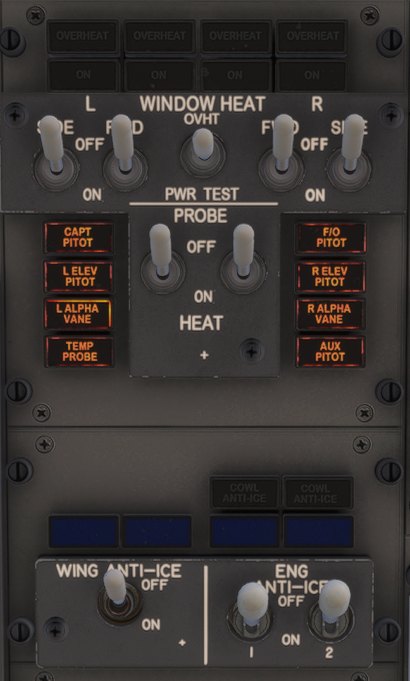 OVERHEAT OVERHEAT OVERHEAT OVERHEAT
ON ON ON ON
L WINDOW HEAT R
OVHT
SIDE FWD FWD SIDE
OFF OFF
ON ON
PWR TEST
PROBE
CAPT PITOT
OFF
F/O PITOT
L ELEV PITOT
R ELEV PITOT
ON
L ALPHA VANE
R ALPHA VANE
HEAT
TEMP PROBE
AUX PITOT
COWL ANTI-ICE
COWL ANTI-ICE
WING ANTI-ICE
OFF
ON
ENG ANTI-ICE
OFF
ON
1 2